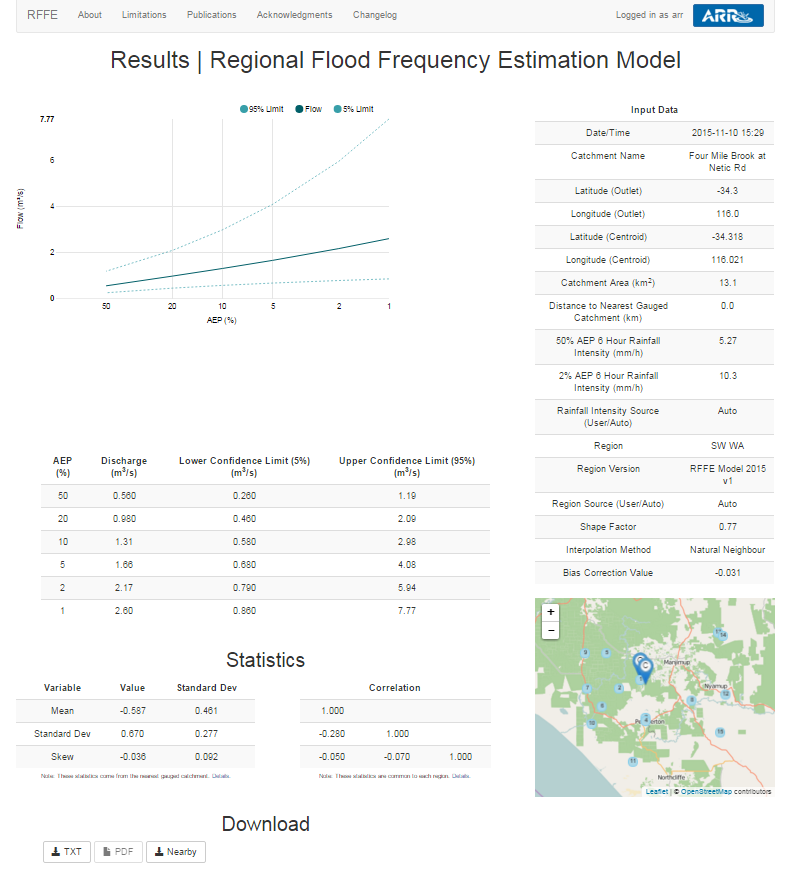 RFFE About Limitations Publications Acknowledgments Changelog Logged in as arr ARR
Results | Regional Flood Frequency Estimation Model
95% Limit Flow 5% Limit
7.77
6
4
2
0
Flow (m³/s)
50 20 10 5 2 1
AEP (%)
Input Data
Date/Time 2015-11-10 15:29
Catchment Name Four Mile Brook at
Netic Rd
Latitude (Outlet) -34.3
Longitude (Outlet) 116.0
Latitude (Centroid) -34.318
Longitude (Centroid) 116.021
Catchment Area (km²) 13.1
Distance to Nearest Gauged 0.0
Catchment (km)
50% AEP 6 Hour Rainfall 5.27
Intensity (mm/h)
2% AEP 6 Hour Rainfall 10.3
Intensity (mm/h)
Rainfall Intensity Source Auto
(User/Auto)
Region SW WA
Region Version RFFE Model 2015
v1
Region Source (User/Auto) Auto
Shape Factor 0.77
Interpolation Method Natural Neighbour
Bias Correction Value -0.031
AEP Discharge Lower Confidence Limit (5%) Upper Confidence Limit (95%)
(%) (m³/s) (m³/s) (m³/s)
50 0.560 0.260 1.19
20 0.980 0.460 2.09
10 1.31 0.580 2.98
5 1.66 0.680 4.08
2 2.17 0.790 5.94
1 2.60 0.860 7.77
Statistics
Variable Value Standard Dev
Mean -0.587 0.461
Standard Dev 0.670 0.277
Skew -0.036 0.092
Note: These statistics come from the nearest gauged catchment. Details.
Correlation
1.000
-0.280 1.000
-0.050 -0.070 1.000
Note: These statistics are common to each region. Details.
+
−
14
9 5
C
Manjimup
7 2
Nyamup
12
6 8
10 4
Pemberton
15
11
Northcliffe
Leaflet | © OpenStreetMap contributors
Download
TXT PDF Nearby